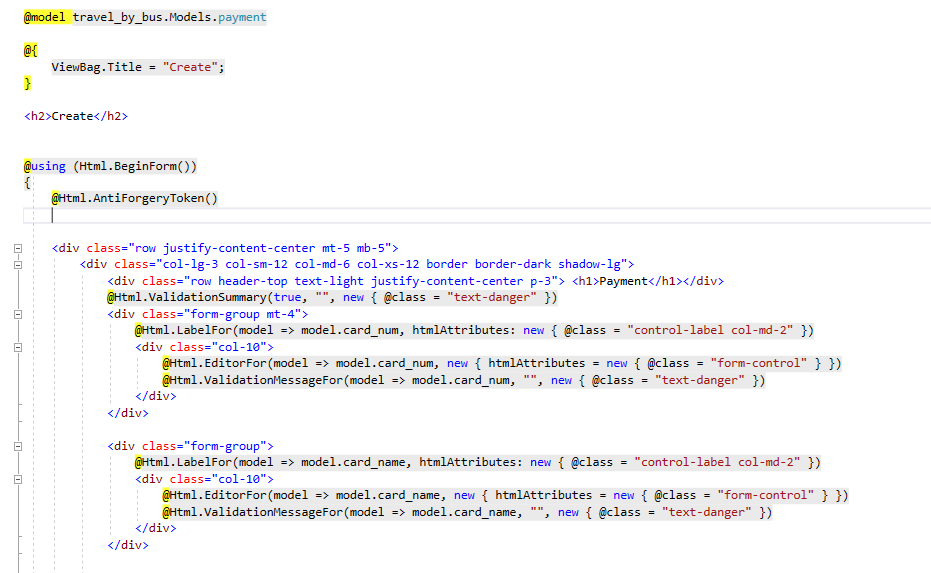 @model travel_by_bus.Models.payment
@{
ViewBag.Title = "Create";
}
<h2>Create</h2>
@using (Html.BeginForm())
{
@Html.AntiForgeryToken()
<div class="row justify-content-center mt-5 mb-5">
<div class="col-lg-3 col-sm-12 col-md-6 col-xs-12 border border-dark shadow-lg">
<div class="row header-top text-light justify-content-center p-3"> <h1>Payment</h1></div>
@Html.ValidationSummary(true, "", new { @class = "text-danger" })
<div class="form-group mt-4">
@Html.LabelFor(model => model.card_num, htmlAttributes: new { @class = "control-label col-md-2" })
<div class="col-10">
@Html.EditorFor(model => model.card_num, new { htmlAttributes = new { @class = "form-control" } })
@Html.ValidationMessageFor(model => model.card_num, "", new { @class = "text-danger" })
</div>
</div>
<div class="form-group">
@Html.LabelFor(model => model.card_name, htmlAttributes: new { @class = "control-label col-md-2" })
<div class="col-10">
@Html.EditorFor(model => model.card_name, new { htmlAttributes = new { @class = "form-control" } })
@Html.ValidationMessageFor(model => model.card_name, "", new { @class = "text-danger" })
</div>
</div>